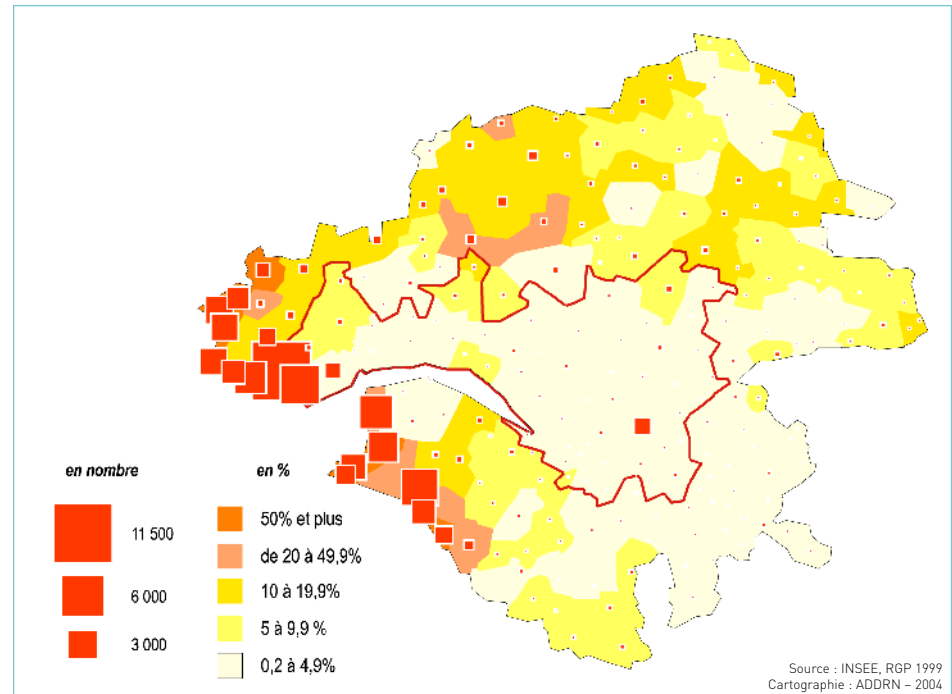 en nombre
11 500
6 000
3 000
en %
50% et plus
de 20 à 49,9%
10 à 19,9%
5 à 9,9 %
0,2 à 4,9%
Source : INSEE, RGP 1999
Cartographie : ADDRN – 2004